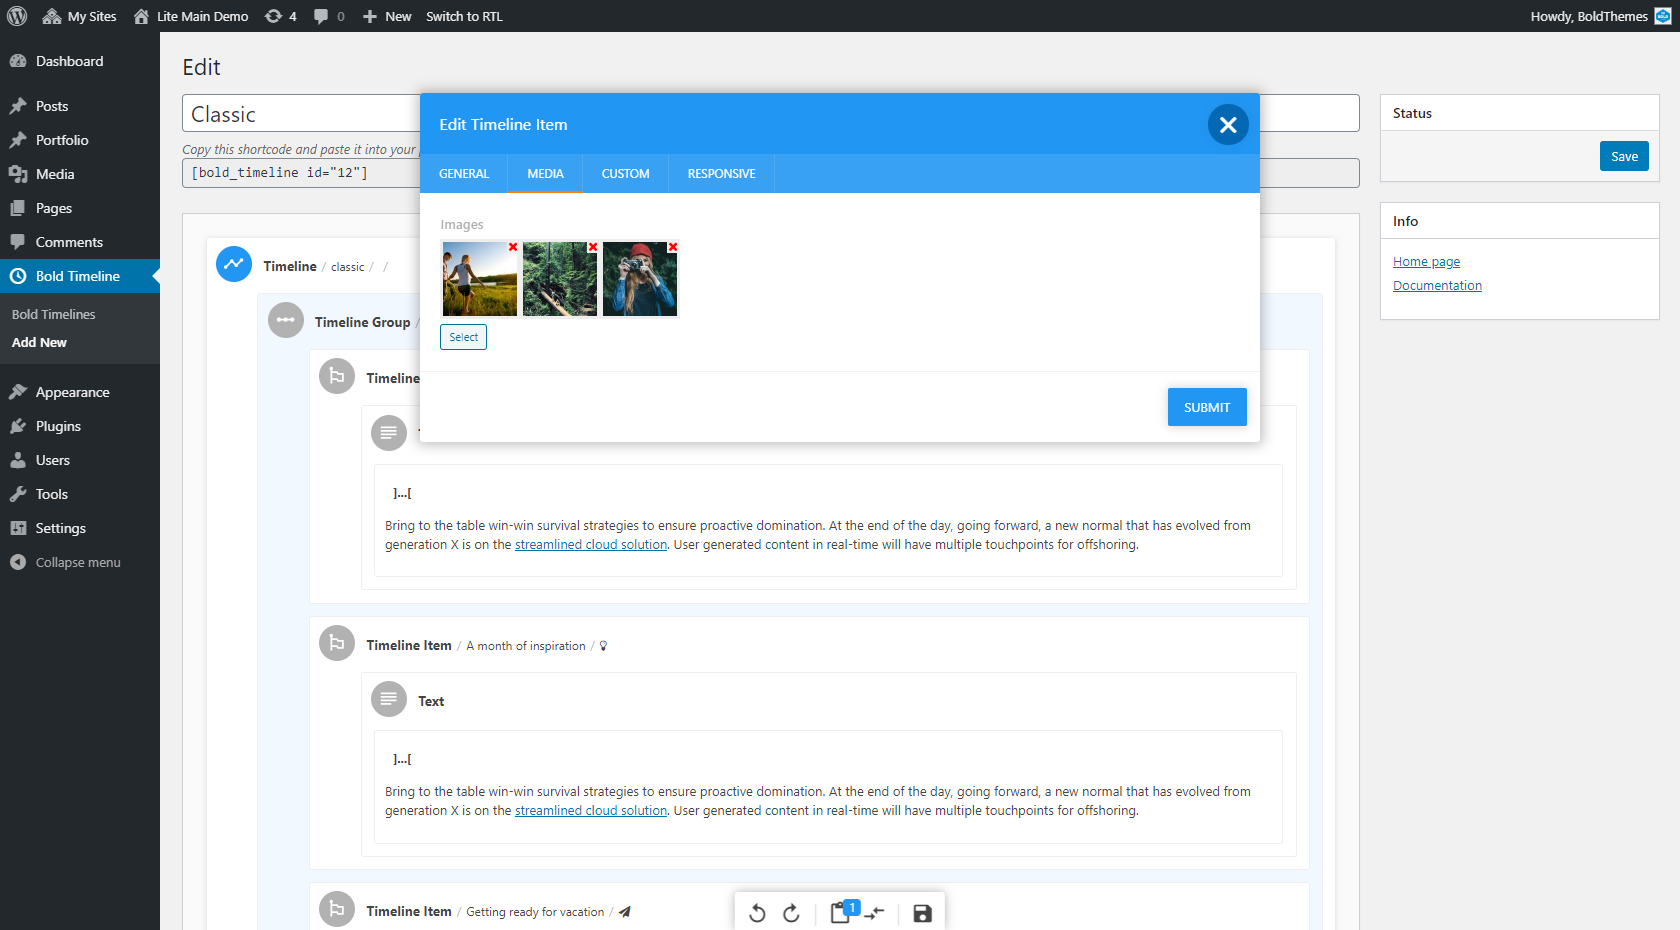 My Sites
Lite Main Demo
4
0
New
Switch to RTL
Howdy, BoldThemes
Dashboard
Posts
Portfolio
Media
Pages
Comments
Bold Timeline
Bold Timelines
Add New
Appearance
Plugins
Users
Tools
Settings
Collapse menu
Edit
Classic
Copy this shortcode and paste it into your
[bold_timeline id="12"]
Edit Timeline Item
GENERAL
MEDIA
CUSTOM
RESPONSIVE
Images
Select
SUBMIT
Timeline / classic / /
Timeline Group /
Timeline
]...[
Bring to the table win-win survival strategies to ensure proactive domination. At the end of the day, going forward, a new normal that has evolved from
generation X is on the streamlined cloud solution. User generated content in real-time will have multiple touchpoints for offshoring.
Timeline Item / A month of inspiration /
Text
]...[
Bring to the table win-win survival strategies to ensure proactive domination. At the end of the day, going forward, a new normal that has evolved from
generation X is on the streamlined cloud solution. User generated content in real-time will have multiple touchpoints for offshoring.
Timeline Item / Getting ready for vacation /
1
Status
Save
Info
Home page
Documentation